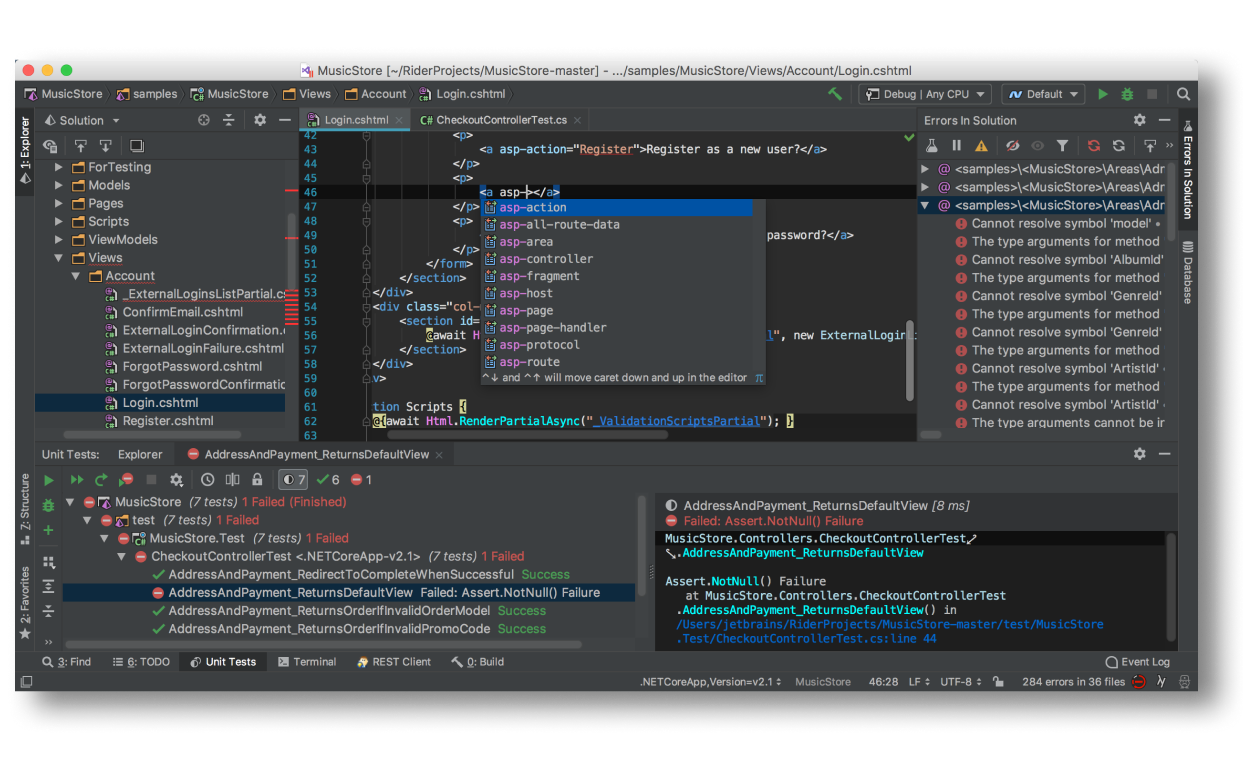 MusicStore [~/RiderProjects/MusicStore-master] - .../samples/MusicStore/Views/Account/Login.cshtml
MusicStore samples MusicStore Views Account Login.cshtml
Debug | Any CPU Default
1: Explorer
Solution
ForTesting
Models
Pages
Scripts
ViewModels
Views
Account
_ExternalLoginsListPartial.cs
ConfirmEmail.cshtml
ExternalLoginConfirmation.
ExternalLoginFailure.cshtml
ForgotPassword.cshtml
ForgotPasswordConfirmatic
Login.cshtml
Register.cshtml
Login.cshtml C# CheckoutControllerTest.cs
42 <p>
43 <a asp-action="Register">Register as a new user?</a>
44 </p>
45 <p>
46 <a asp-></a>
47 </p>
48 <p>
49 password?</a>
50 </p>
51 </form>
52 </section>
53 </div>
54 <div class="col-
55 <section id=
56 @await H l", new ExternalLogin
57 </section>
58 </div>
59 v>
60
61 tion Scripts {
62 @{await Html.RenderPartialAsync("_ValidationScriptsPartial"); }
63
asp-action
asp-all-route-data
asp-area
asp-controller
asp-fragment
asp-host
asp-page
asp-page-handler
asp-protocol
asp-route
^↓ and ^↑ will move caret down and up in the editor π
Errors In Solution
@ <samples>\<MusicStore>\Areas\Adr
@ <samples>\<MusicStore>\Areas\Adr
@ <samples>\<MusicStore>\Areas\Adr
Cannot resolve symbol 'model'
The type arguments for method
Cannot resolve symbol 'AlbumId'
The type arguments for method
Cannot resolve symbol 'GenreId'
The type arguments for method
Cannot resolve symbol 'GenreId'
The type arguments for method
Cannot resolve symbol 'ArtistId'
The type arguments for method
Cannot resolve symbol 'ArtistId'
The type arguments cannot be ir
Errors In Solution
Database
Unit Tests: Explorer AddressAndPayment_ReturnsDefaultView
7 6 1
Z: Structure
2: Favorites
MusicStore (7 tests) 1 Failed (Finished)
test (7 tests) 1 Failed
MusicStore.Test (7 tests) 1 Failed
CheckoutControllerTest <.NETCoreApp-v2.1> (7 tests) 1 Failed
AddressAndPayment_RedirectToCompleteWhenSuccessful Success
AddressAndPayment_ReturnsDefaultView Failed: Assert.NotNull() Failure
AddressAndPayment_ReturnsOrderIfInvalidOrderModel Success
AddressAndPayment_ReturnsOrderIfInvalidPromoCode Success
AddressAndPayment_ReturnsDefaultView [8 ms]
Failed: Assert.NotNull() Failure
MusicStore.Controllers.CheckoutControllerTest
.AddressAndPayment_ReturnsDefaultView
Assert.NotNull() Failure
at MusicStore.Controllers.CheckoutControllerTest
.AddressAndPayment_ReturnsDefaultView() in
/Users/jetbrains/RiderProjects/MusicStore-master/test/MusicStore
.Test/CheckoutControllerTest.cs:line 44
3: Find 6: TODO Unit Tests Terminal REST Client 0: Build Event Log
.NETCoreApp,Version=v2.1 MusicStore 46:28 LF UTF-8 284 errors in 36 files